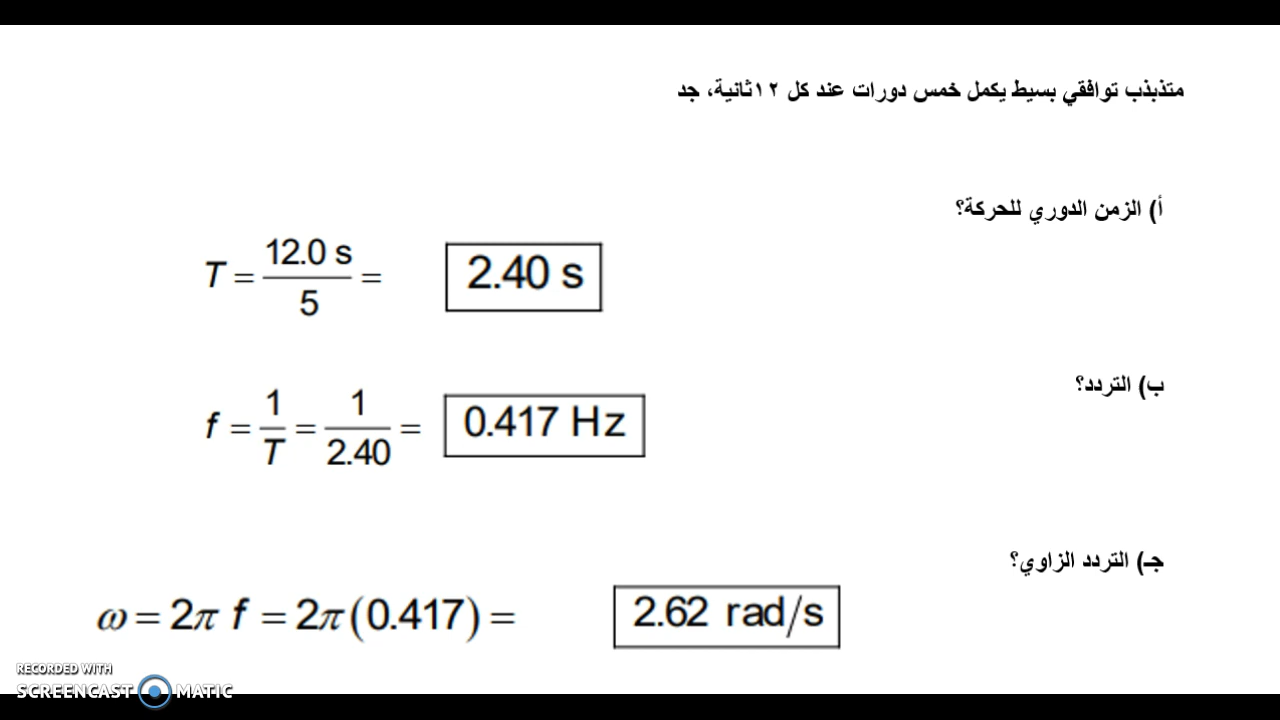 متذبذب توافقي بسيط يكمل خمس دورات عند كل ١٢ثانية، جد
أ) الزمن الدوري للحركة؟
T = 12.0 s / 5 = 2.40 s
ب) التردد؟
f = 1/T = 1/2.40 = 0.417 Hz
جـ) التردد الزاوي؟
ω = 2π f = 2π(0.417) = 2.62 rad/s
RECORDED WITH
SCREENCAST MATIC